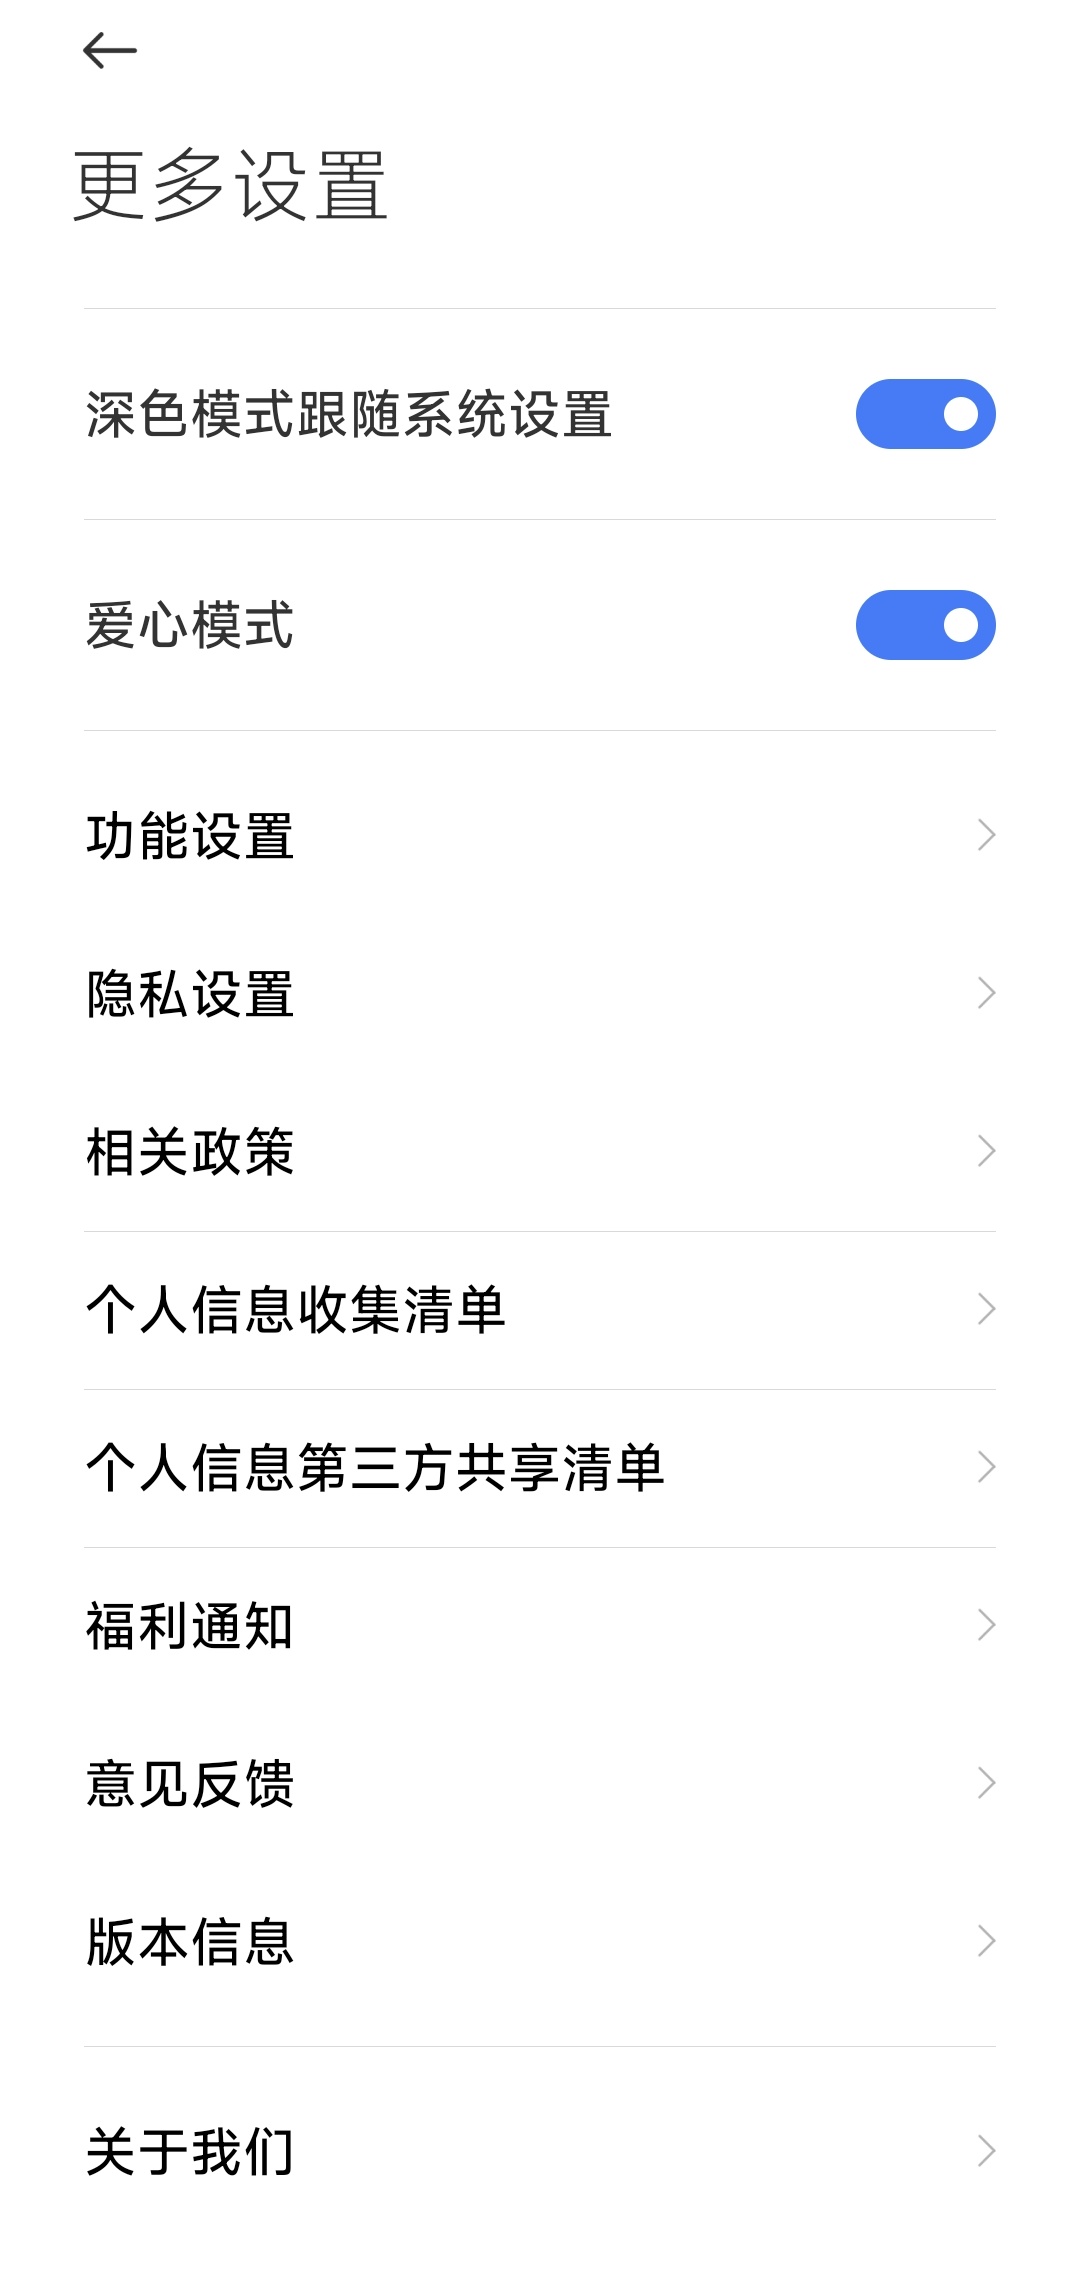 更多设置
深色模式跟随系统设置
爱心模式
功能设置
隐私设置
相关政策
个人信息收集清单
个人信息第三方共享清单
福利通知
意见反馈
版本信息
关于我们